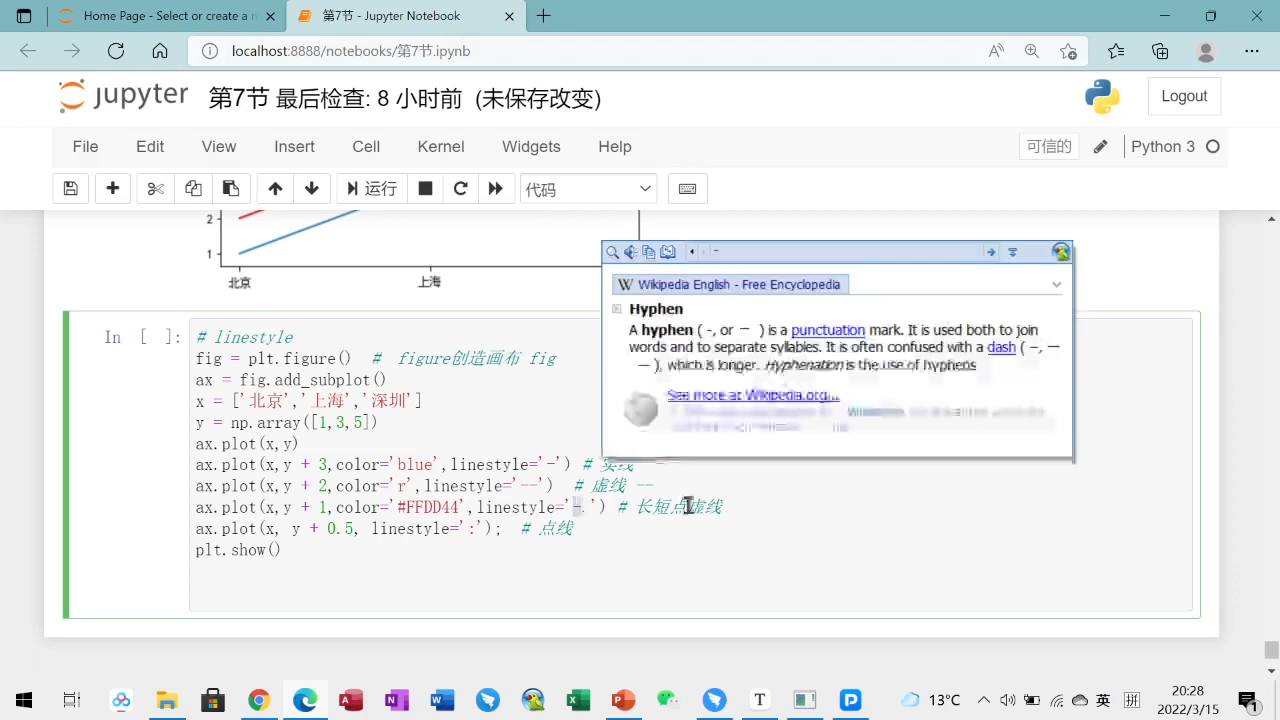 Home Page - Select or create a n
第7节 - Jupyter Notebook
localhost:8888/notebooks/第7节.ipynb
jupyter 第7节 最后检查: 8 小时前 (未保存改变)
Logout
File Edit View Insert Cell Kernel Widgets Help
可信的 Python 3
运行 代码
2
1
北京 上海
Wikipedia English - Free Encyclopedia
Hyphen
A hyphen ( -, or − ) is a punctuation mark. It is used both to join
words and to separate syllables. It is often confused with a dash ( –, —
― ), which is longer. Hyphenation is the use of hyphens
See more at Wikipedia.org...
In [ ]:
# linestyle
fig = plt.figure()  # figure创造画布 fig
ax = fig.add_subplot()
x = ['北京','上海','深圳']
y = np.array([1,3,5])
ax.plot(x,y)
ax.plot(x,y + 3,color='blue',linestyle='-') # 实线
ax.plot(x,y + 2,color='r',linestyle='--')  # 虚线 --
ax.plot(x,y + 1,color='#FFDD44',linestyle='-.') # 长短点虚线
ax.plot(x, y + 0.5, linestyle=':');  # 点线
plt.show()
13°C 英 拼 20:28
2022/3/15
1